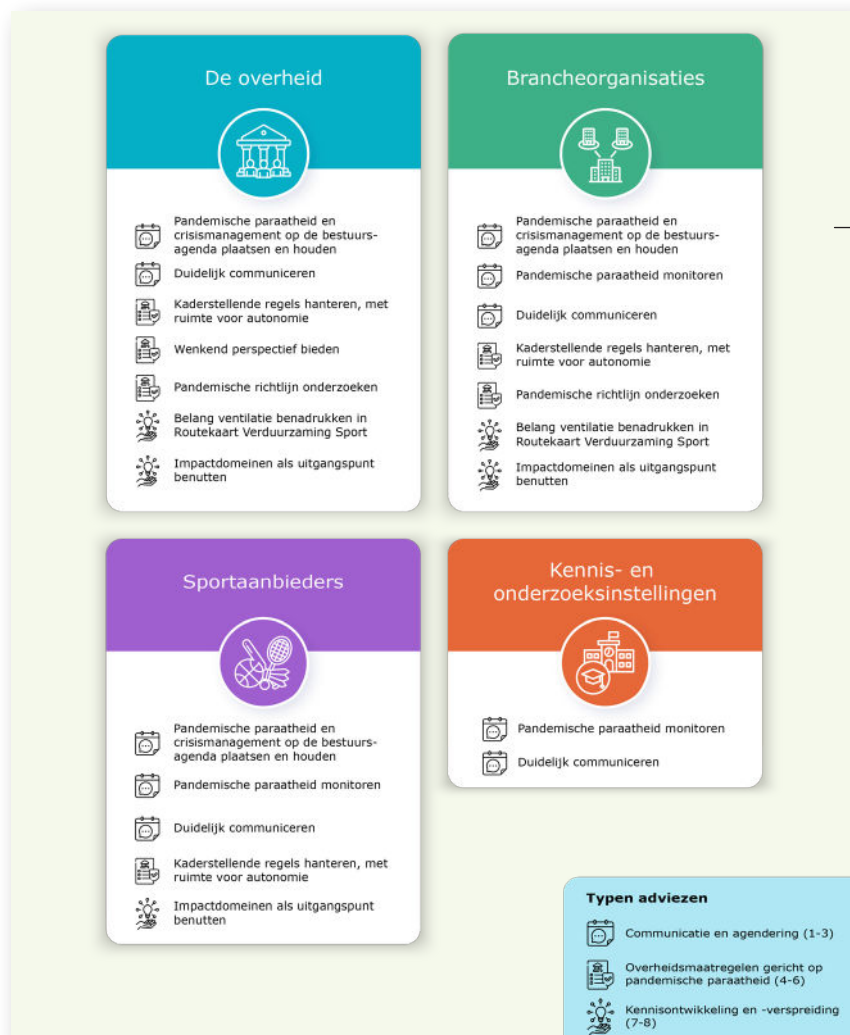 De overheid
Pandemische paraatheid en
crisismanagement op de bestuurs-
agenda plaatsen en houden
Duidelijk communiceren
Kaderstellende regels hanteren, met
ruimte voor autonomie
Wenkend perspectief bieden
Pandemische richtlijn onderzoeken
Belang ventilatie benadrukken in
Routekaart Verduurzaming Sport
Impactdomeinen als uitgangspunt
benutten
Brancheorganisaties
Pandemische paraatheid en
crisismanagement op de bestuurs-
agenda plaatsen en houden
Pandemische paraatheid monitoren
Duidelijk communiceren
Kaderstellende regels hanteren, met
ruimte voor autonomie
Pandemische richtlijn onderzoeken
Belang ventilatie benadrukken in
Routekaart Verduurzaming Sport
Impactdomeinen als uitgangspunt
benutten
Sportaanbieders
Pandemische paraatheid en
crisismanagement op de bestuurs-
agenda plaatsen en houden
Pandemische paraatheid monitoren
Duidelijk communiceren
Kaderstellende regels hanteren, met
ruimte voor autonomie
Impactdomeinen als uitgangspunt
benutten
Kennis- en
onderzoeksinstellingen
Pandemische paraatheid monitoren
Duidelijk communiceren
Typen adviezen
Communicatie en agendering (1-3)
Overheidsmaatregelen gericht op
pandemische paraatheid (4-6)
Kennisontwikkeling en -verspreiding
(7-8)